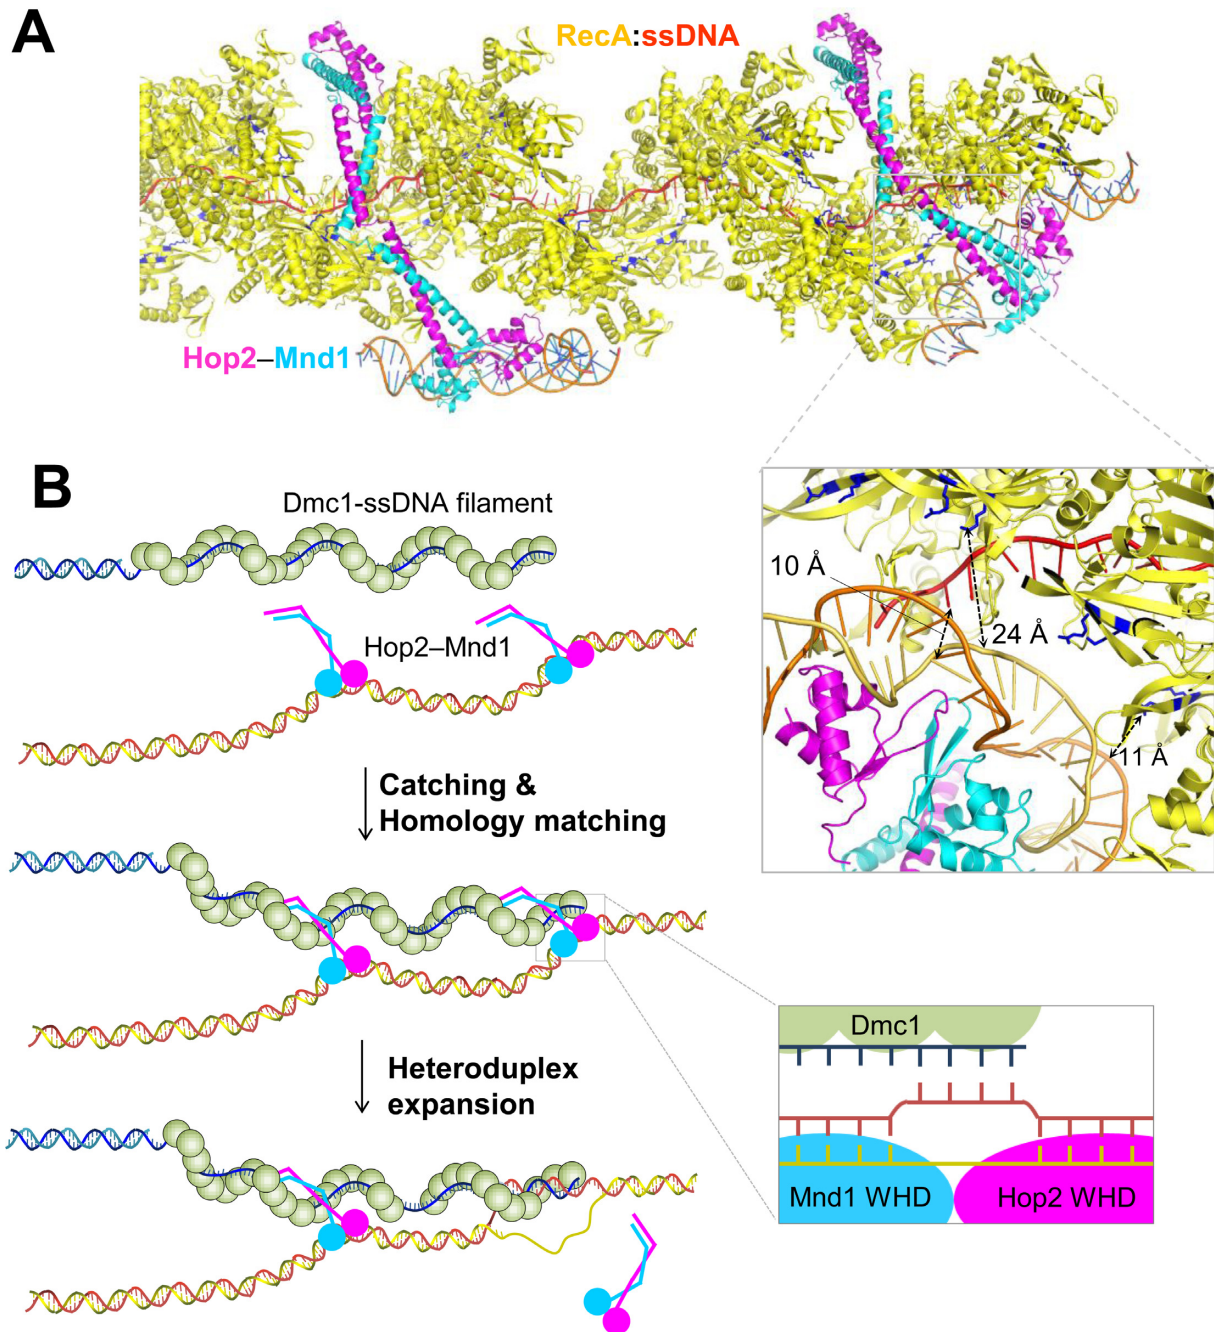 A
RecA:ssDNA
Hop2–Mnd1
10 Å
24 Å
11 Å
B
Dmc1-ssDNA filament
Hop2–Mnd1
Catching &
Homology matching
Heteroduplex
expansion
Dmc1
Mnd1 WHD
Hop2 WHD